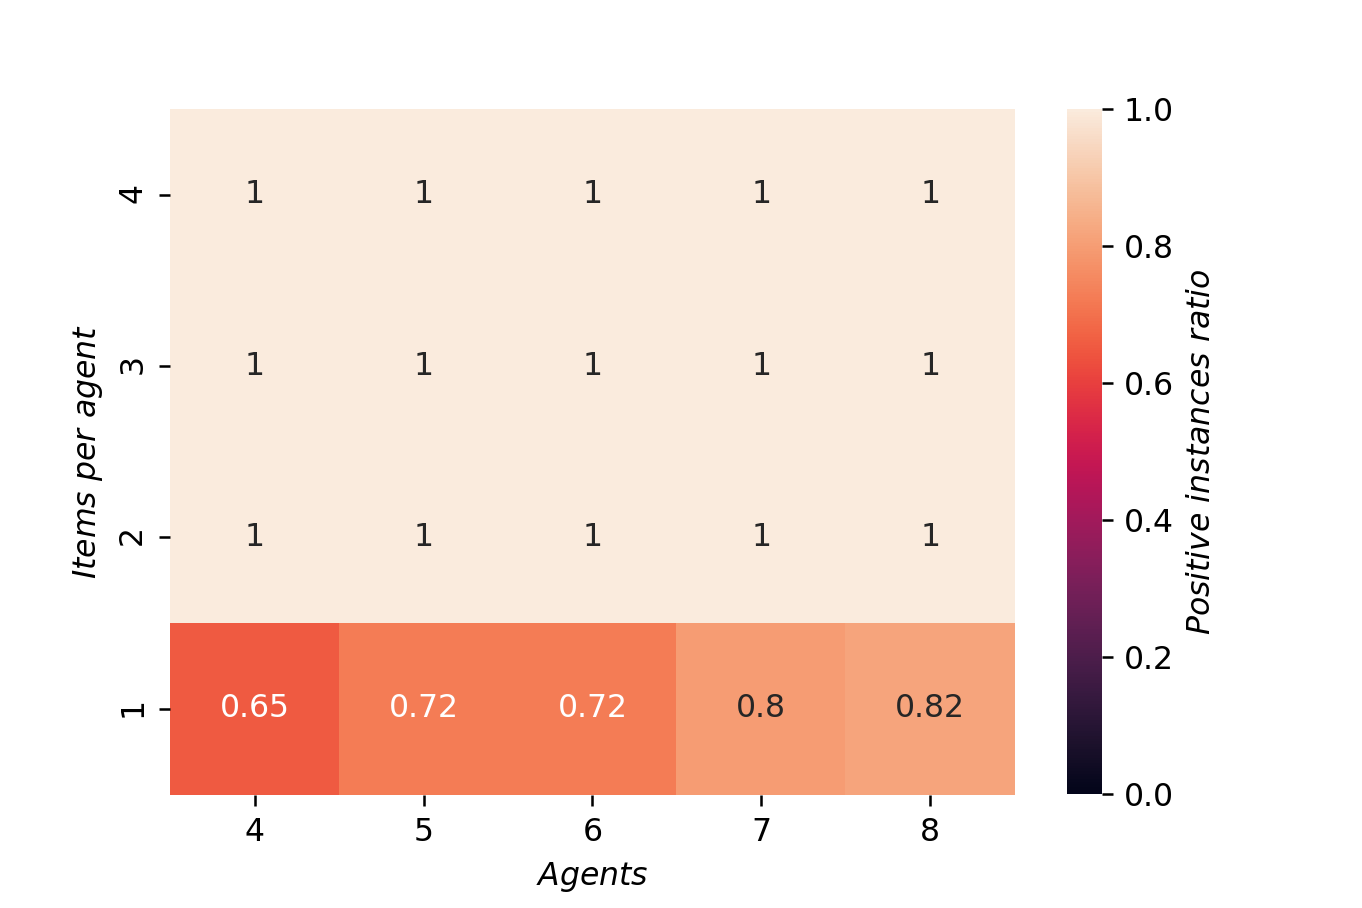 4 1 1 1 1 1
3 1 1 1 1 1
2 1 1 1 1 1
1 0.65 0.72 0.72 0.8 0.82
4 5 6 7 8
Agents
Items per agent
1.0
0.8
0.6
0.4
0.2
0.0
Positive instances ratio